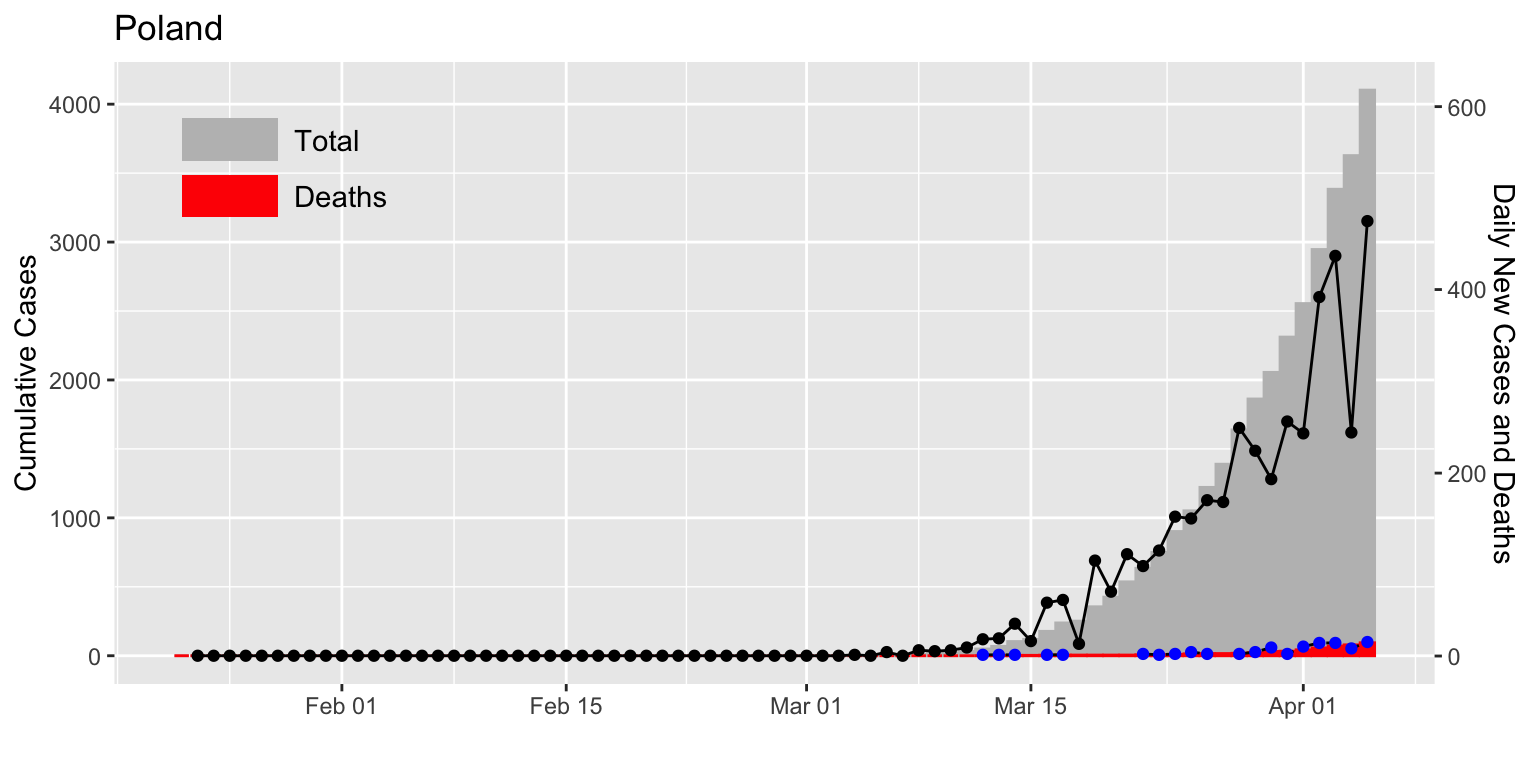 Poland
Cumulative Cases
4000
3000
2000
1000
0
Total
Deaths
600
400
200
0
Daily New Cases and Deaths
Feb 01
Feb 15
Mar 01
Mar 15
Apr 01